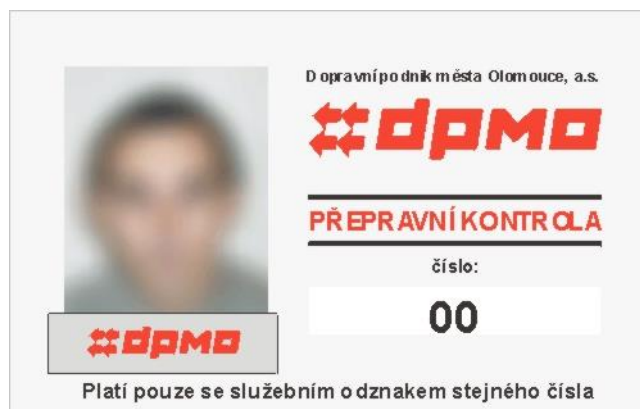 Dopravní podnik města Olomouce, a.s.
dpmo
PŘEPRAVNÍ KONTROLA
číslo:
00
dpmo
Platí pouze se služebním odznakem stejného čísla